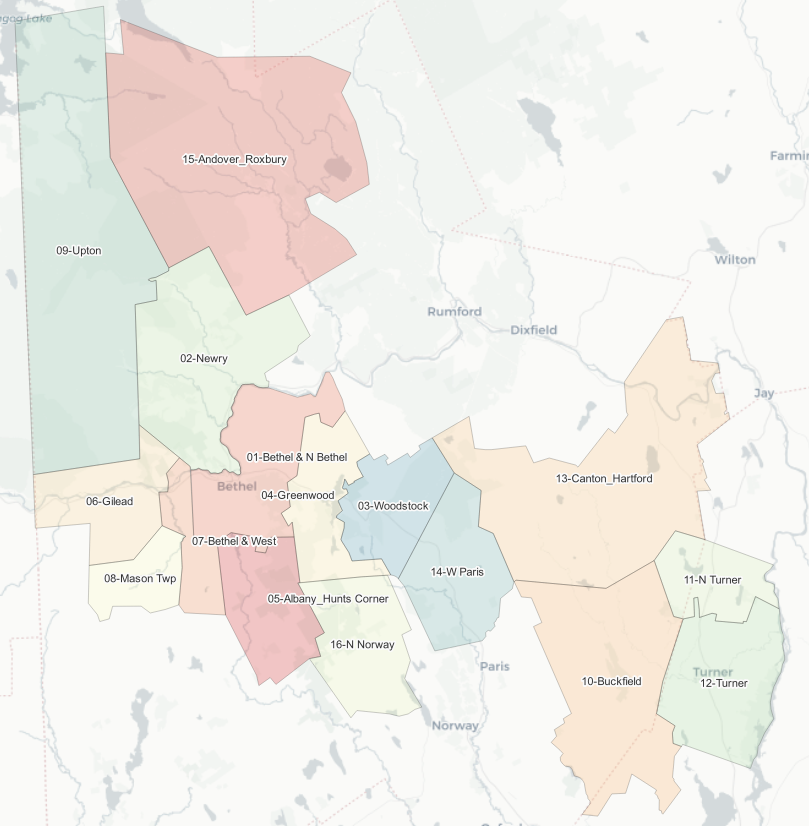 15-Andover_Roxbury
09-Upton
Wilton
Rumford
Dixfield
02-Newry
Jay
01-Bethel & N Bethel
13-Canton_Hartford
Bethel
04-Greenwood
06-Gilead
03-Woodstock
07-Bethel & West
14-W Paris
08-Mason Twp
11-N Turner
05-Albany_Hunts Corner
16-N Norway
Paris
Turner
10-Buckfield
12-Turner
Norway